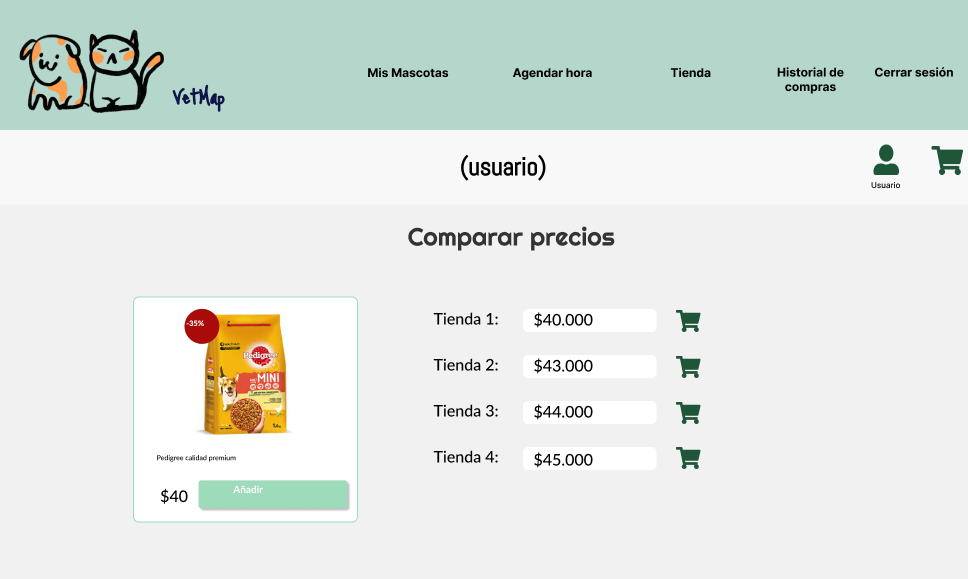 VetMap
Mis Mascotas
Agendar hora
Tienda
Historial de
compras
Cerrar sesión
(usuario)
Usuario
Comparar precios
-35%
Pedigree
MINI
Pedigree calidad premium
$40
Añadir
Tienda 1:
$40.000
Tienda 2:
$43.000
Tienda 3:
$44.000
Tienda 4:
$45.000